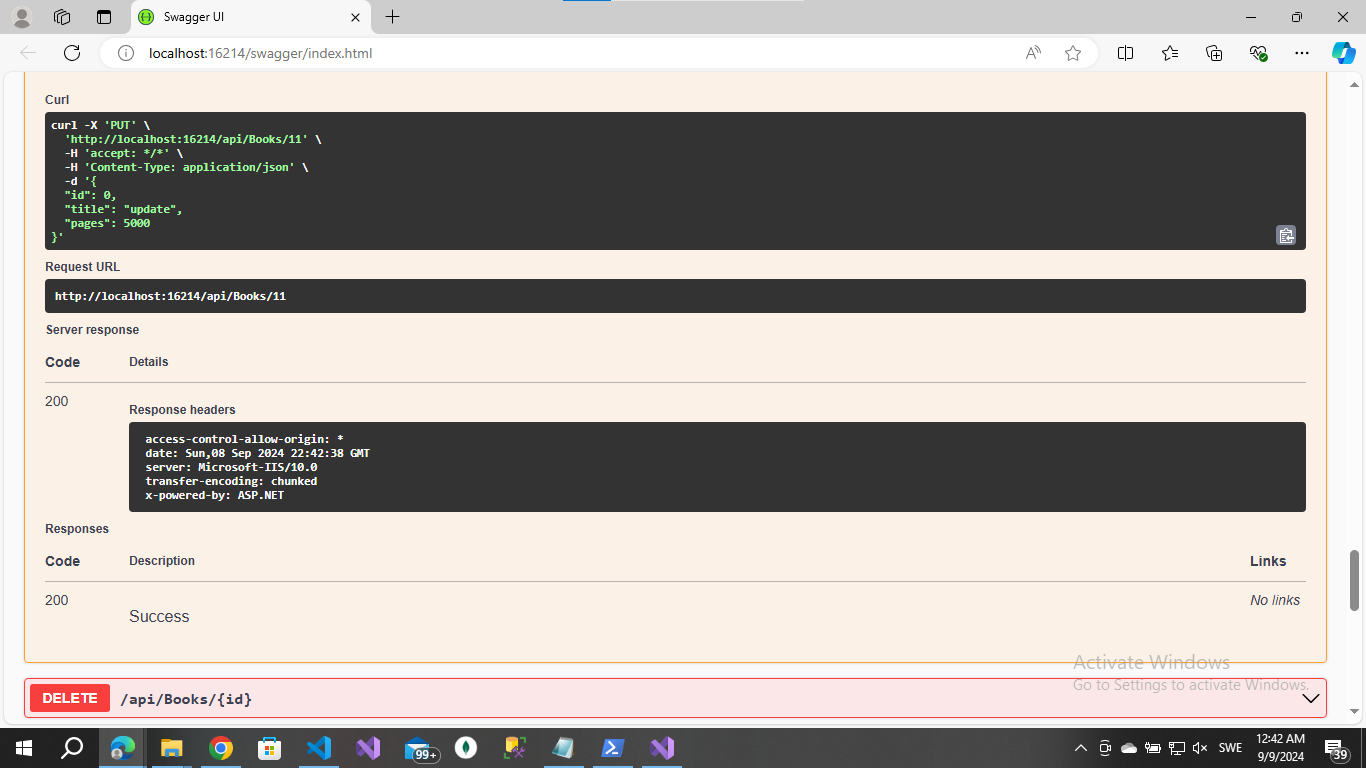 Swagger UI
localhost:16214/swagger/index.html
Curl
curl -X 'PUT' \
'http://localhost:16214/api/Books/11' \
-H 'accept: */*' \
-H 'Content-Type: application/json' \
-d '{
"id": 0,
"title": "update",
"pages": 5000
}'
Request URL
http://localhost:16214/api/Books/11
Server response
Code Details
200
Response headers
access-control-allow-origin: *
date: Sun,08 Sep 2024 22:42:38 GMT
server: Microsoft-IIS/10.0
transfer-encoding: chunked
x-powered-by: ASP.NET
Responses
Code Description Links
200 No links
Success
Activate Windows
Go to Settings to activate Windows.
DELETE /api/Books/{id}
99+
SWE
12:42 AM
9/9/2024
39